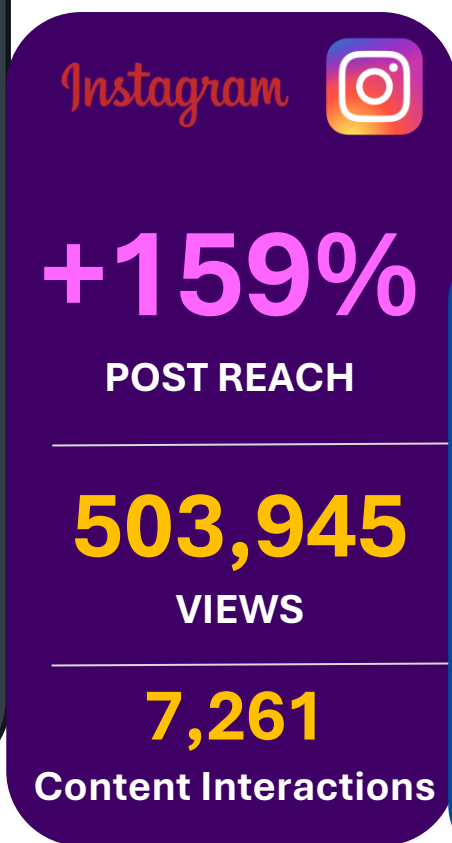 Instagram
+159%
POST REACH
503,945
VIEWS
7,261
Content Interactions